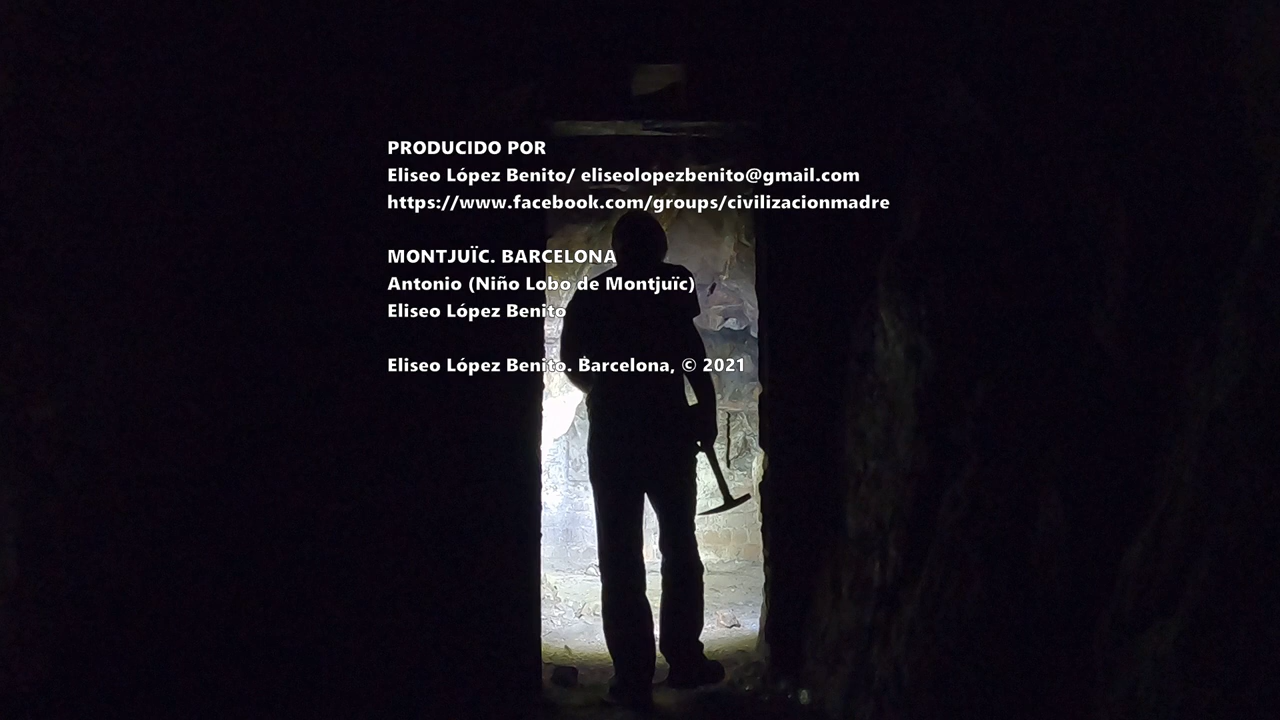 PRODUCIDO POR
Eliseo López Benito/ eliseolopezbenito@gmail.com
https://www.facebook.com/groups/civilizacionmadre
MONTJUÏC. BARCELONA
Antonio (Niño Lobo de Montjuïc)
Eliseo López Benito
Eliseo López Benito. Barcelona, © 2021